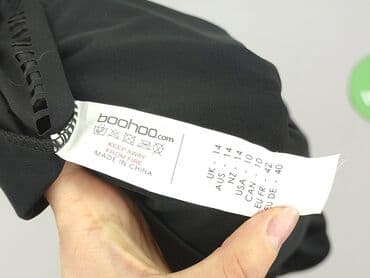 boohoo.com
KEEP AWAY
FROM FIRE
MADE IN CHINA
UK - 14
AUS - 14
NZ - 14
USA - 10
CAN - 10
EU FR - 42
EU DE - 40